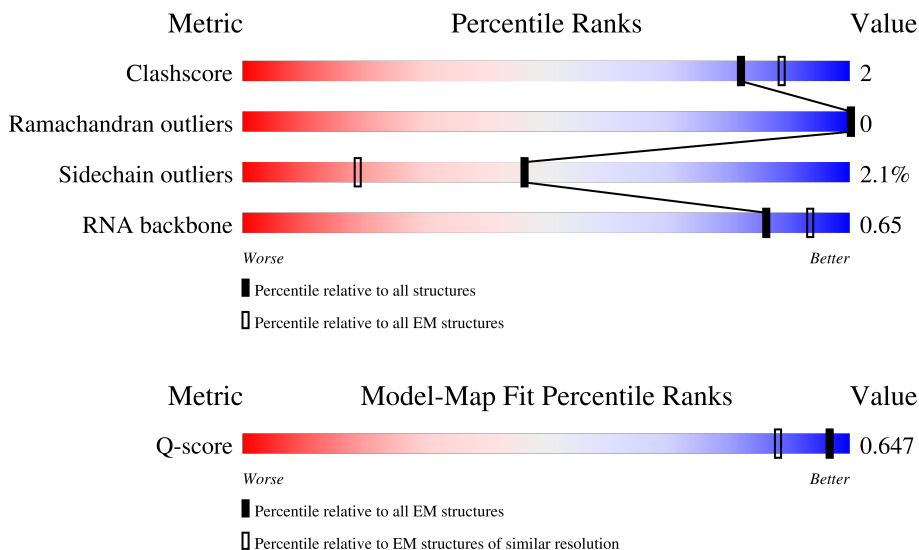 Metric Percentile Ranks Value
Clashscore 2
Ramachandran outliers 0
Sidechain outliers 2.1%
RNA backbone 0.65
Worse Better
Percentile relative to all structures
Percentile relative to all EM structures
Metric Model-Map Fit Percentile Ranks Value
Q-score 0.647
Worse Better
Percentile relative to all EM structures
Percentile relative to EM structures of similar resolution